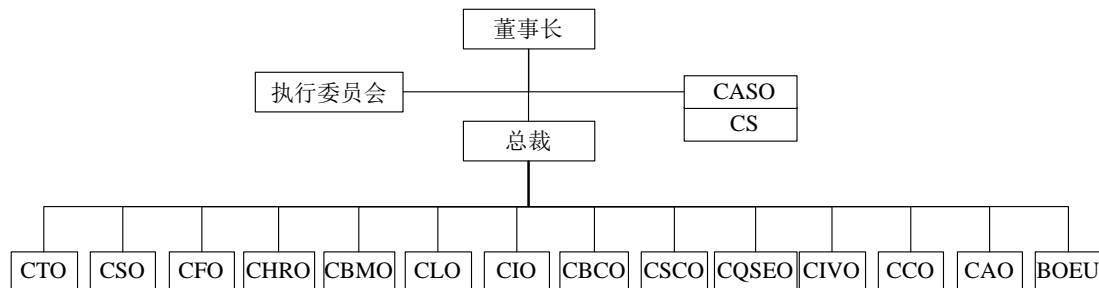 董事长
执行委员会
CASO
CS
总裁
CTO
CSO
CFO
CHRO
CBMO
CLO
CIO
CBCO
CSCO
CQSEO
CIVO
CCO
CAO
BOEU